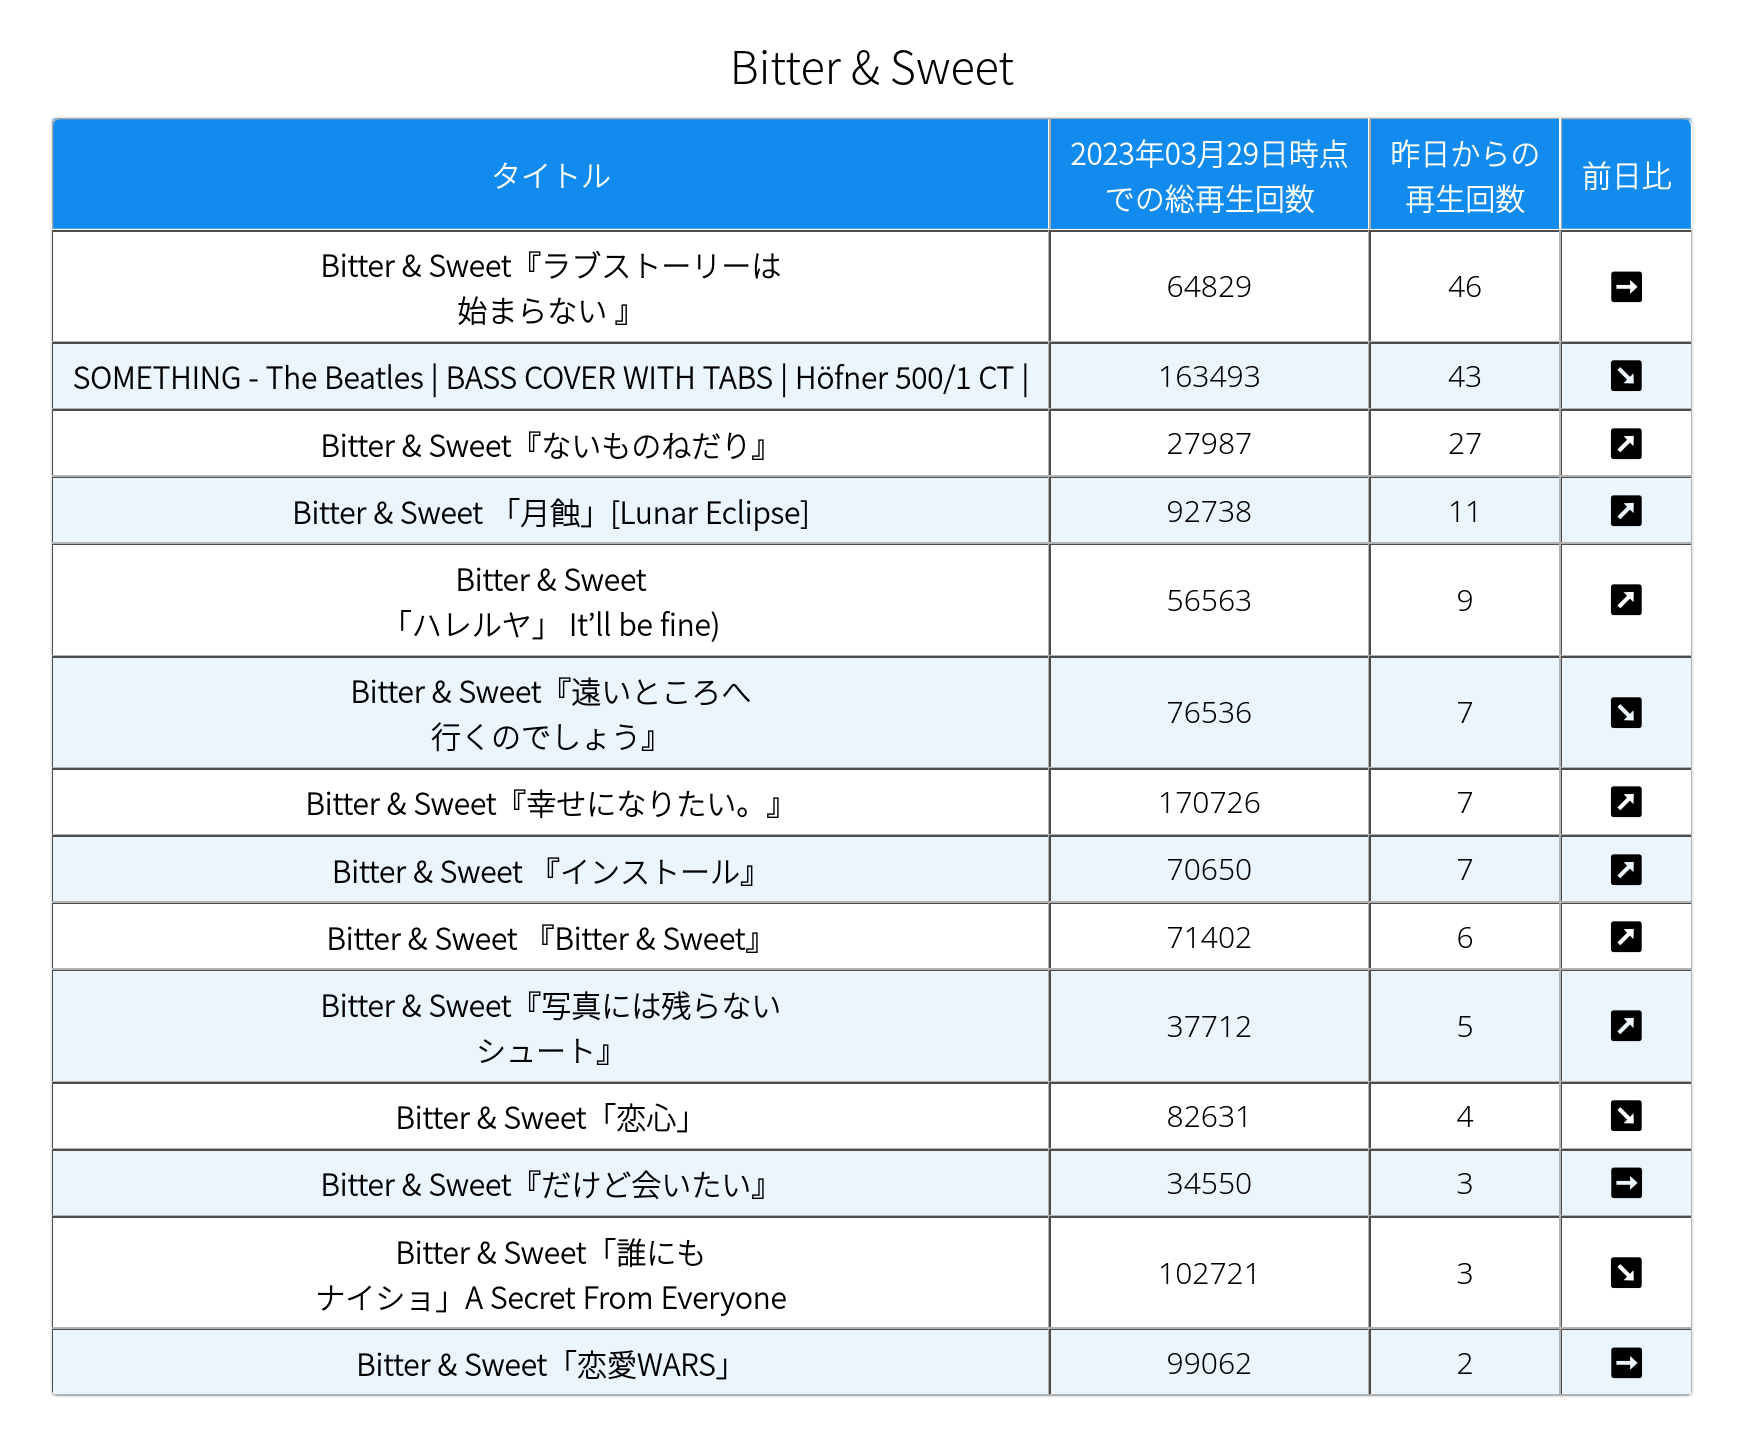 Bitter & Sweet
タイトル
2023年03月29日時点
での総再生回数
昨日からの
再生回数
前日比
Bitter & Sweet『ラブストーリーは
始まらない 』
64829
46
SOMETHING - The Beatles | BASS COVER WITH TABS | Höfner 500/1 CT |
163493
43
Bitter & Sweet『ないものねだり』
27987
27
Bitter & Sweet 「月蝕」[Lunar Eclipse]
92738
11
Bitter & Sweet
「ハレルヤ」 It’ll be fine)
56563
9
Bitter & Sweet『遠いところへ
行くのでしょう』
76536
7
Bitter & Sweet『幸せになりたい。』
170726
7
Bitter & Sweet 『インストール』
70650
7
Bitter & Sweet 『Bitter & Sweet』
71402
6
Bitter & Sweet『写真には残らない
シュート』
37712
5
Bitter & Sweet「恋心」
82631
4
Bitter & Sweet『だけど会いたい』
34550
3
Bitter & Sweet「誰にも
ナイショ」A Secret From Everyone
102721
3
Bitter & Sweet「恋愛WARS」
99062
2